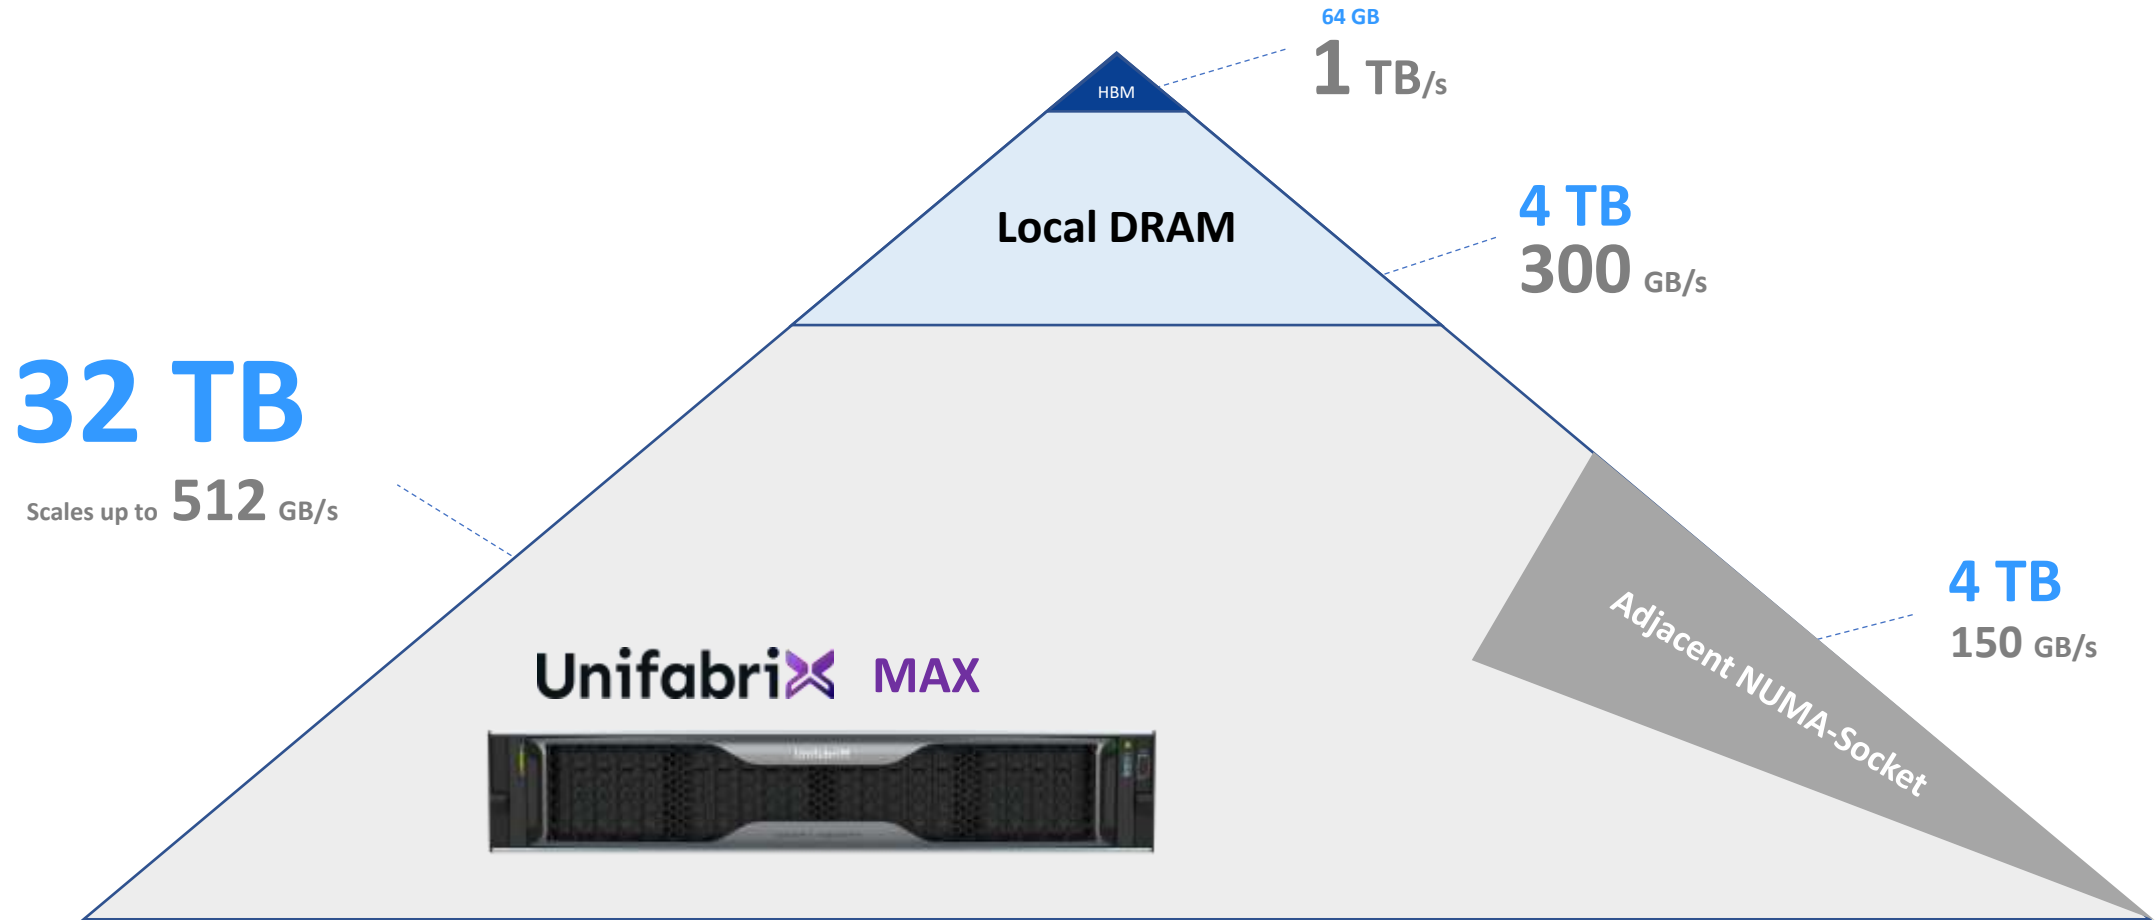 64 GB
1 TB/s
HBM
4 TB
Local DRAM
300 GB/s
32 TB
Scales up to 512 GB/s
4 TB
Adjacent NUMA-Socket
150 GB/s
UnifabriX MAX